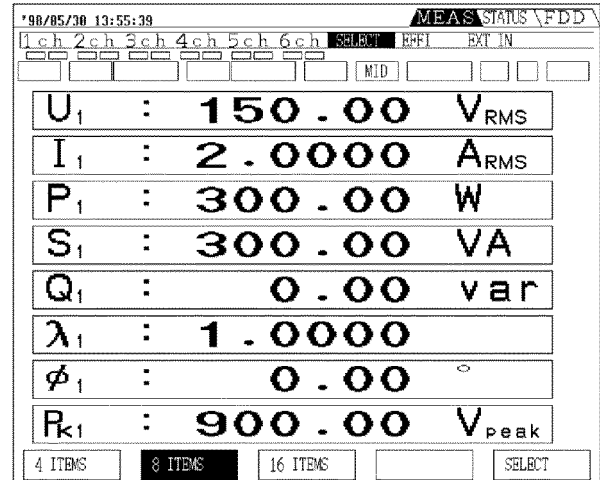 '98/05/30 13:55:39 MEAS STATUS FDD
1ch 2ch 3ch 4ch 5ch 6ch SELECT EFFI EXT IN
MID
U1 : 150.00 VRMS
I1 : 2.0000 ARMS
P1 : 300.00 W
S1 : 300.00 VA
Q1 : 0.00 var
λ1 : 1.0000
ϕ1 : 0.00 °
Pk1 : 900.00 Vpeak
4 ITEMS 8 ITEMS 16 ITEMS SELECT